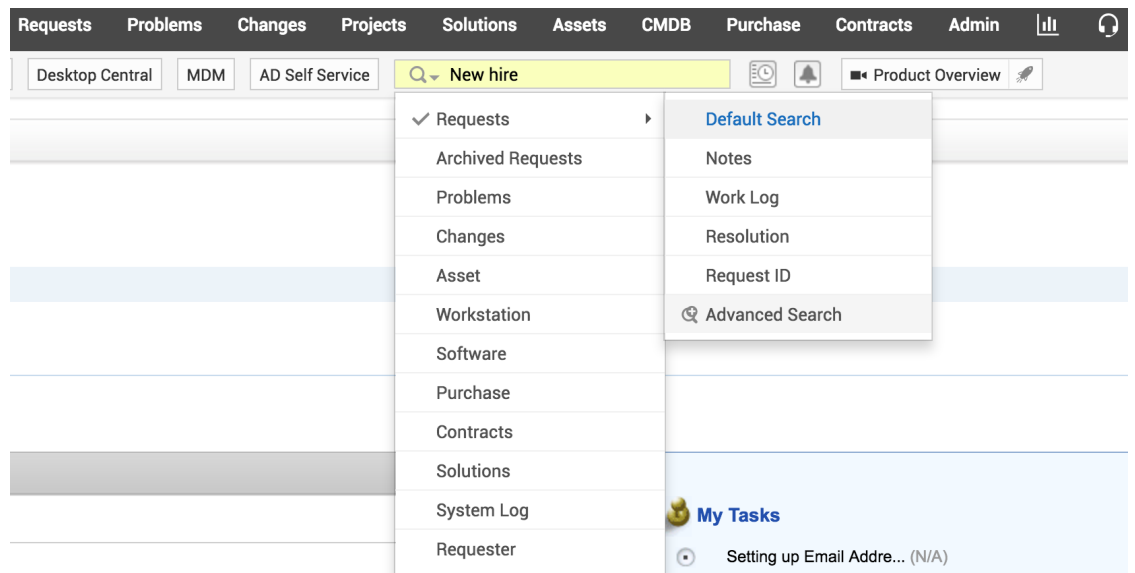 Requests Problems Changes Projects Solutions Assets CMDB Purchase Contracts Admin
Desktop Central MDM AD Self Service New hire Product Overview
Requests
Archived Requests
Problems
Changes
Asset
Workstation
Software
Purchase
Contracts
Solutions
System Log
Requester
Default Search
Notes
Work Log
Resolution
Request ID
Advanced Search
My Tasks
Setting up Email Addre... (N/A)